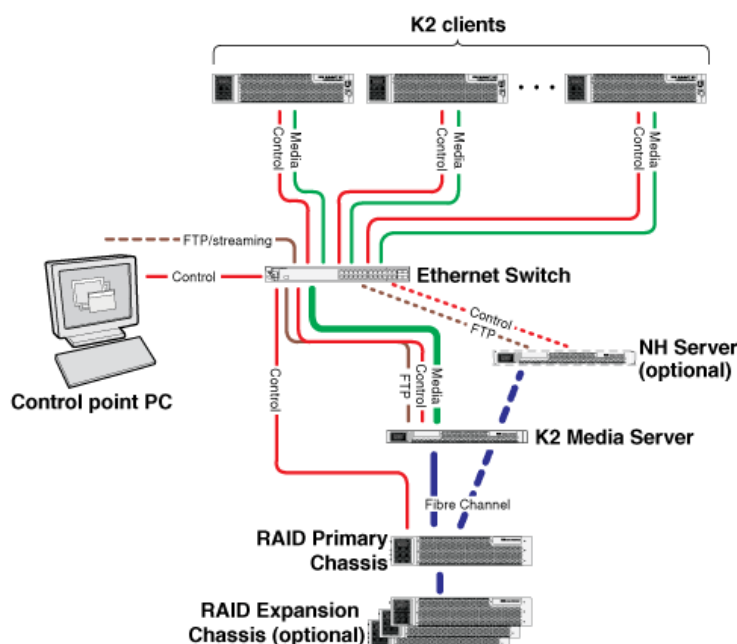 K2 clients
Control
Media
Control
Media
Control
Media
FTP/streaming
Control
Ethernet Switch
Control
FTP
NH Server
(optional)
Control point PC
Control
FTP
Control
Media
K2 Media Server
Fibre Channel
RAID Primary
Chassis
RAID Expansion
Chassis (optional)